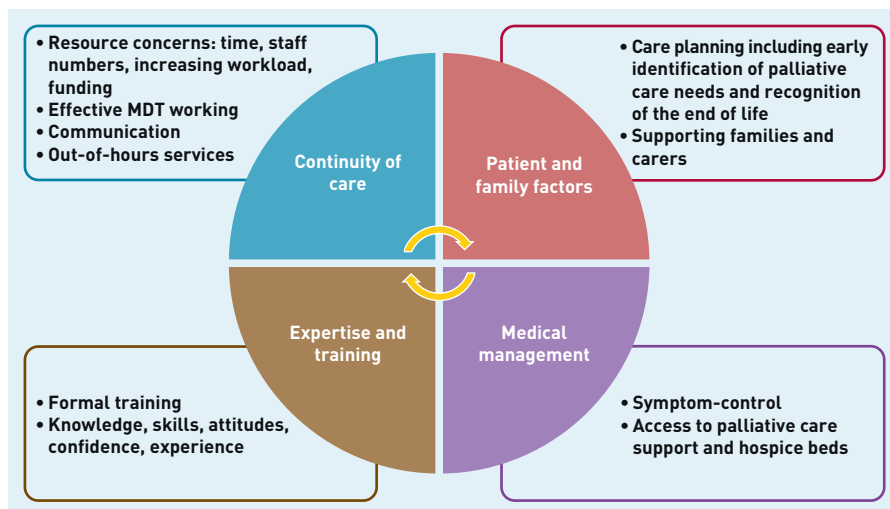 • Resource concerns: time, staff
numbers, increasing workload,
funding
• Effective MDT working
• Communication
• Out-of-hours services
• Care planning including early
identification of palliative
care needs and recognition
of the end of life
• Supporting families and
carers
Continuity of
care
Patient and
family factors
Expertise and
training
Medical
management
• Formal training
• Knowledge, skills, attitudes,
confidence, experience
• Symptom-control
• Access to palliative care
support and hospice beds